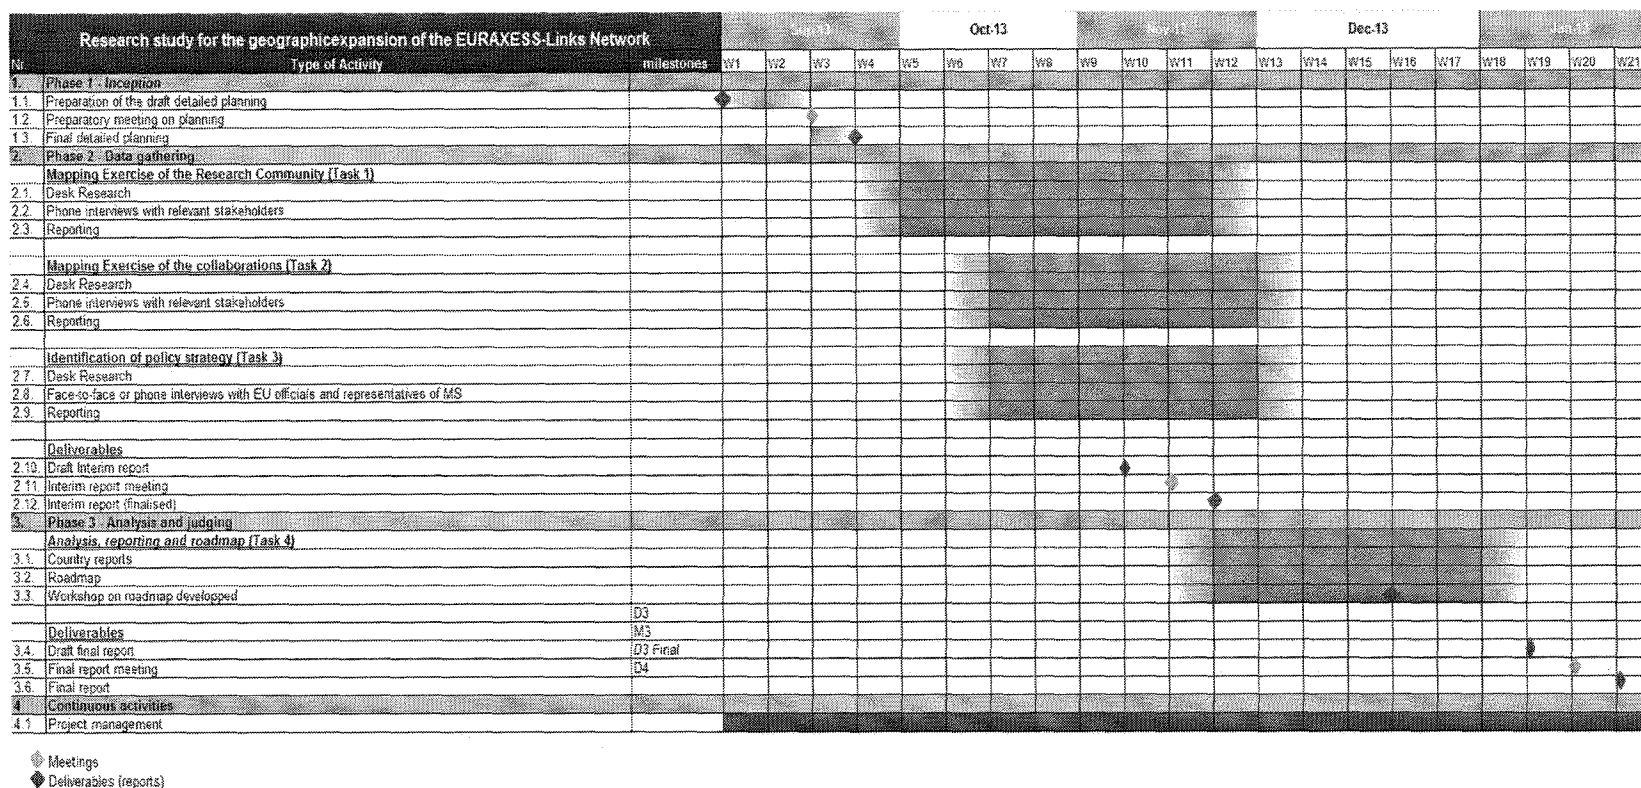 Research study for the geographicexpansion of the EURAXESS-Links Network
Oct-13
Nov-13
Dec-13
Nr
Type of Activity
milestones
W1 W2 W3 W4 W5 W6 W7 W8 W9 W10 W11 W12 W13 W14 W15 W16 W17 W18 W19 W20 W21
1. Phase 1 - Inception
1.1. Preparation of the draft detailed planning
1.2. Preparatory meeting on planning
1.3. Final detailed planning
2. Phase 2 - Data gathering
Mapping Exercise of the Research Community (Task 1)
2.1. Desk Research
2.2. Phone interviews with relevant stakeholders
2.3. Reporting
Mapping Exercise of the collaborations (Task 2)
2.4. Desk Research
2.5. Phone interviews with relevant stakeholders
2.6. Reporting
Identification of policy strategy (Task 3)
2.7. Desk Research
2.8. Face-to-face or phone interviews with EU officials and representatives of MS
2.9. Reporting
Deliverables
2.10. Draft Interim report
2.11. Interim report meeting
2.12. Interim report (finalised)
3. Phase 3 - Analysis and judging
Analysis, reporting and roadmap (Task 4)
3.1. Country reports
3.2. Roadmap
3.3. Workshop on roadmap developped
D3
Deliverables M3
3.4. Draft final report D3 Final
3.5. Final report meeting D4
3.6. Final report
4 Continuous activities
4.1 Project management
Meetings
Deliverables (reports)